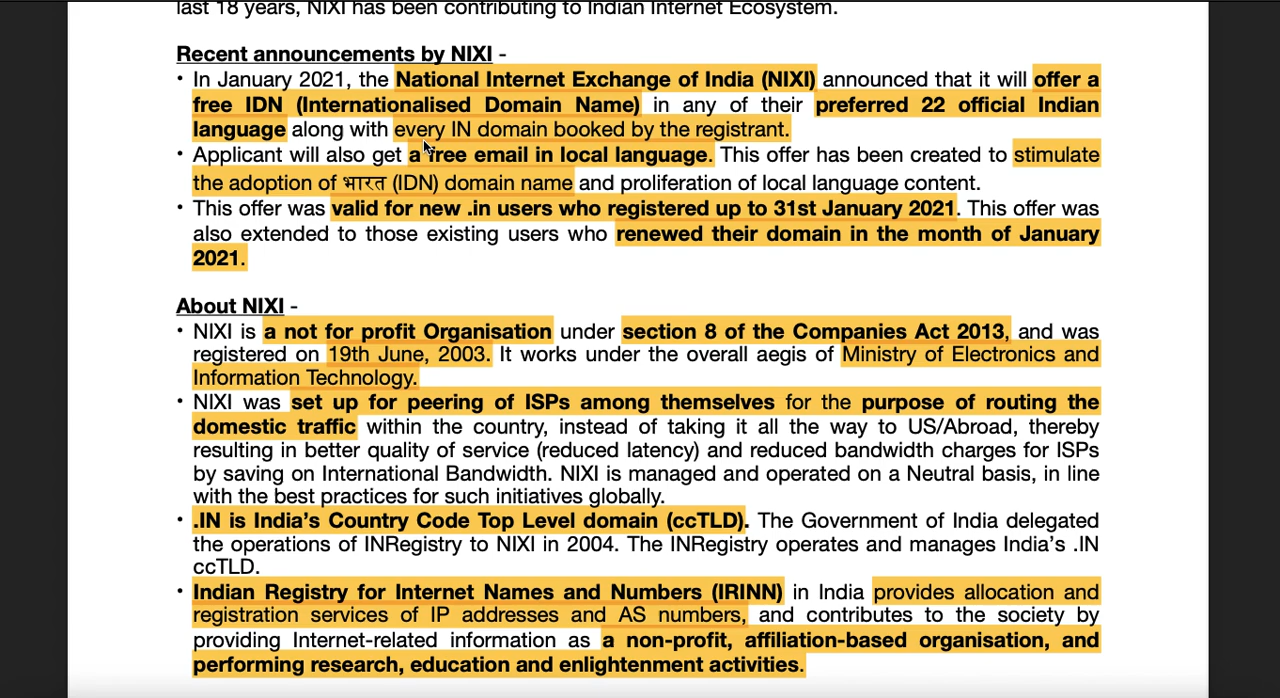 last 18 years, NIXI has been contributing to Indian Internet Ecosystem.
Recent announcements by NIXI -
• In January 2021, the National Internet Exchange of India (NIXI) announced that it will offer a
free IDN (Internationalised Domain Name) in any of their preferred 22 official Indian
language along with every IN domain booked by the registrant.
• Applicant will also get a free email in local language. This offer has been created to stimulate
the adoption of भारत (IDN) domain name and proliferation of local language content.
• This offer was valid for new .in users who registered up to 31st January 2021. This offer was
also extended to those existing users who renewed their domain in the month of January
2021.
About NIXI -
• NIXI is a not for profit Organisation under section 8 of the Companies Act 2013, and was
registered on 19th June, 2003. It works under the overall aegis of Ministry of Electronics and
Information Technology.
• NIXI was set up for peering of ISPs among themselves for the purpose of routing the
domestic traffic within the country, instead of taking it all the way to US/Abroad, thereby
resulting in better quality of service (reduced latency) and reduced bandwidth charges for ISPs
by saving on International Bandwidth. NIXI is managed and operated on a Neutral basis, in line
with the best practices for such initiatives globally.
• .IN is India's Country Code Top Level domain (ccTLD). The Government of India delegated
the operations of INRegistry to NIXI in 2004. The INRegistry operates and manages India's .IN
ccTLD.
• Indian Registry for Internet Names and Numbers (IRINN) in India provides allocation and
registration services of IP addresses and AS numbers, and contributes to the society by
providing Internet-related information as a non-profit, affiliation-based organisation, and
performing research, education and enlightenment activities.